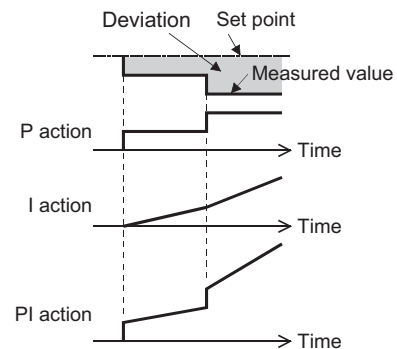 Deviation
Set point
Measured value
P action
Time
I action
Time
PI action
Time